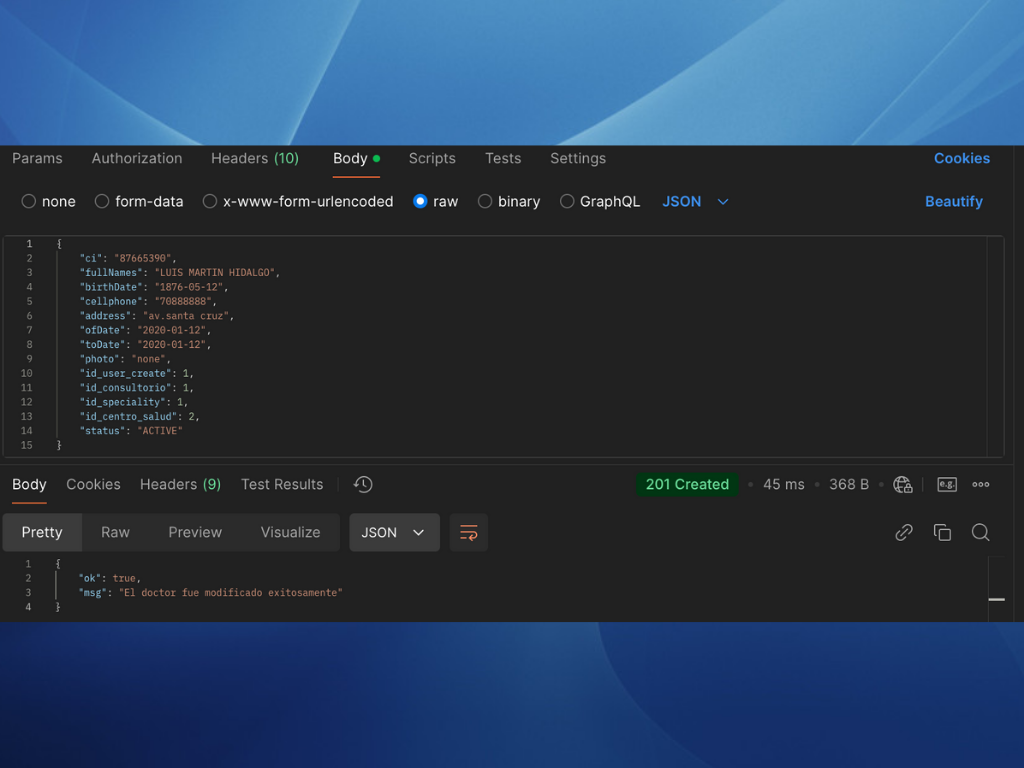 Params Authorization Headers (10) Body Scripts Tests Settings Cookies
none form-data x-www-form-urlencoded raw binary GraphQL JSON Beautify
1 {
2 "ci": "87665390",
3 "fullNames": "LUIS MARTIN HIDALGO",
4 "birthDate": "1876-05-12",
5 "cellphone": "70888888",
6 "address": "av.santa cruz",
7 "ofDate": "2020-01-12",
8 "toDate": "2020-01-12",
9 "photo": "none",
10 "id_user_create": 1,
11 "id_consultorio": 1,
12 "id_speciality": 1,
13 "id_centro_salud": 2,
14 "status": "ACTIVE"
15 }
Body Cookies Headers (9) Test Results 201 Created 45 ms 368 B e.g.
Pretty Raw Preview Visualize JSON
1 {
2 "ok": true,
3 "msg": "El doctor fue modificado exitosamente"
4 }